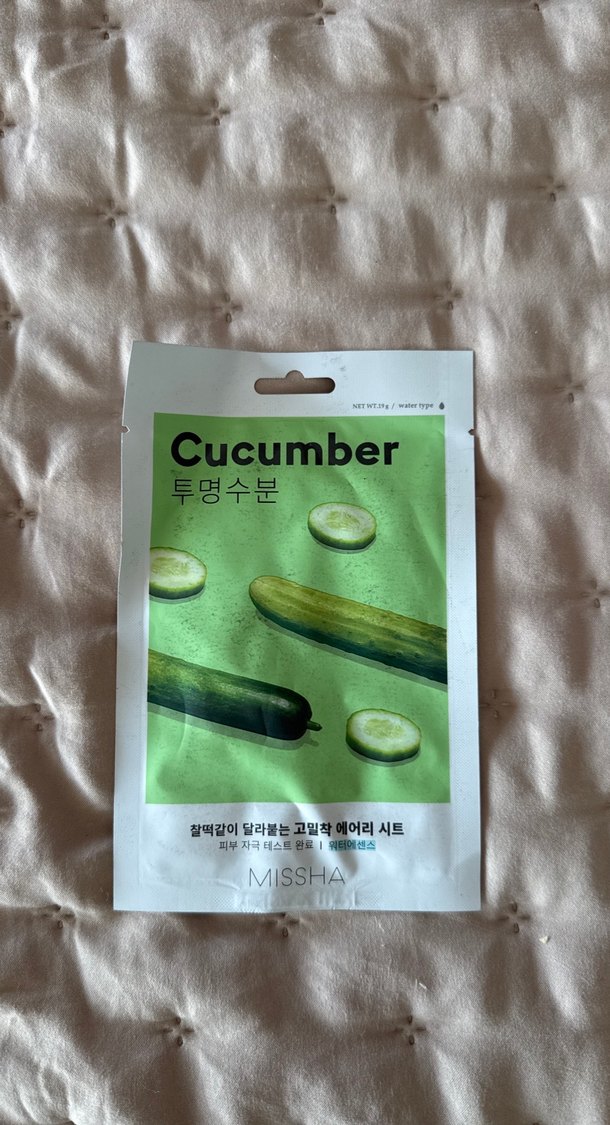 NET WT.19g / water type
Cucumber
투명수분
찰떡같이 달라붙는 고밀착 에어리 시트
피부 자극 테스트 완료 | 워터에센스
MISSHA